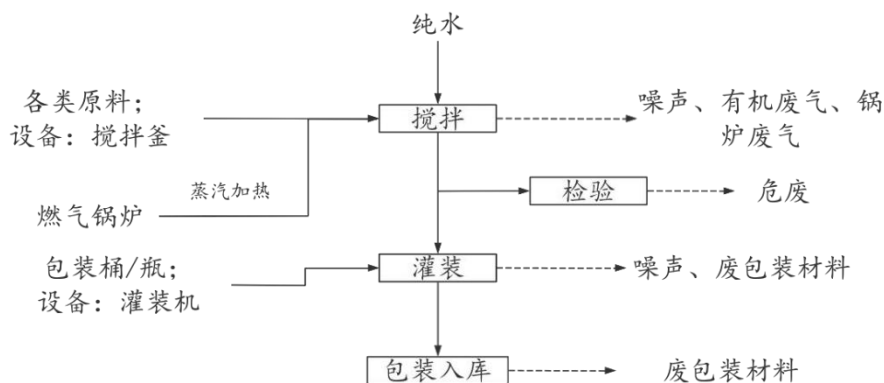 纯水
各类原料；
设备：搅拌釜
搅拌
噪声、有机废气、锅
炉废气
蒸汽加热
燃气锅炉
检验
危废
包装桶/瓶；
设备：灌装机
灌装
噪声、废包装材料
包装入库
废包装材料